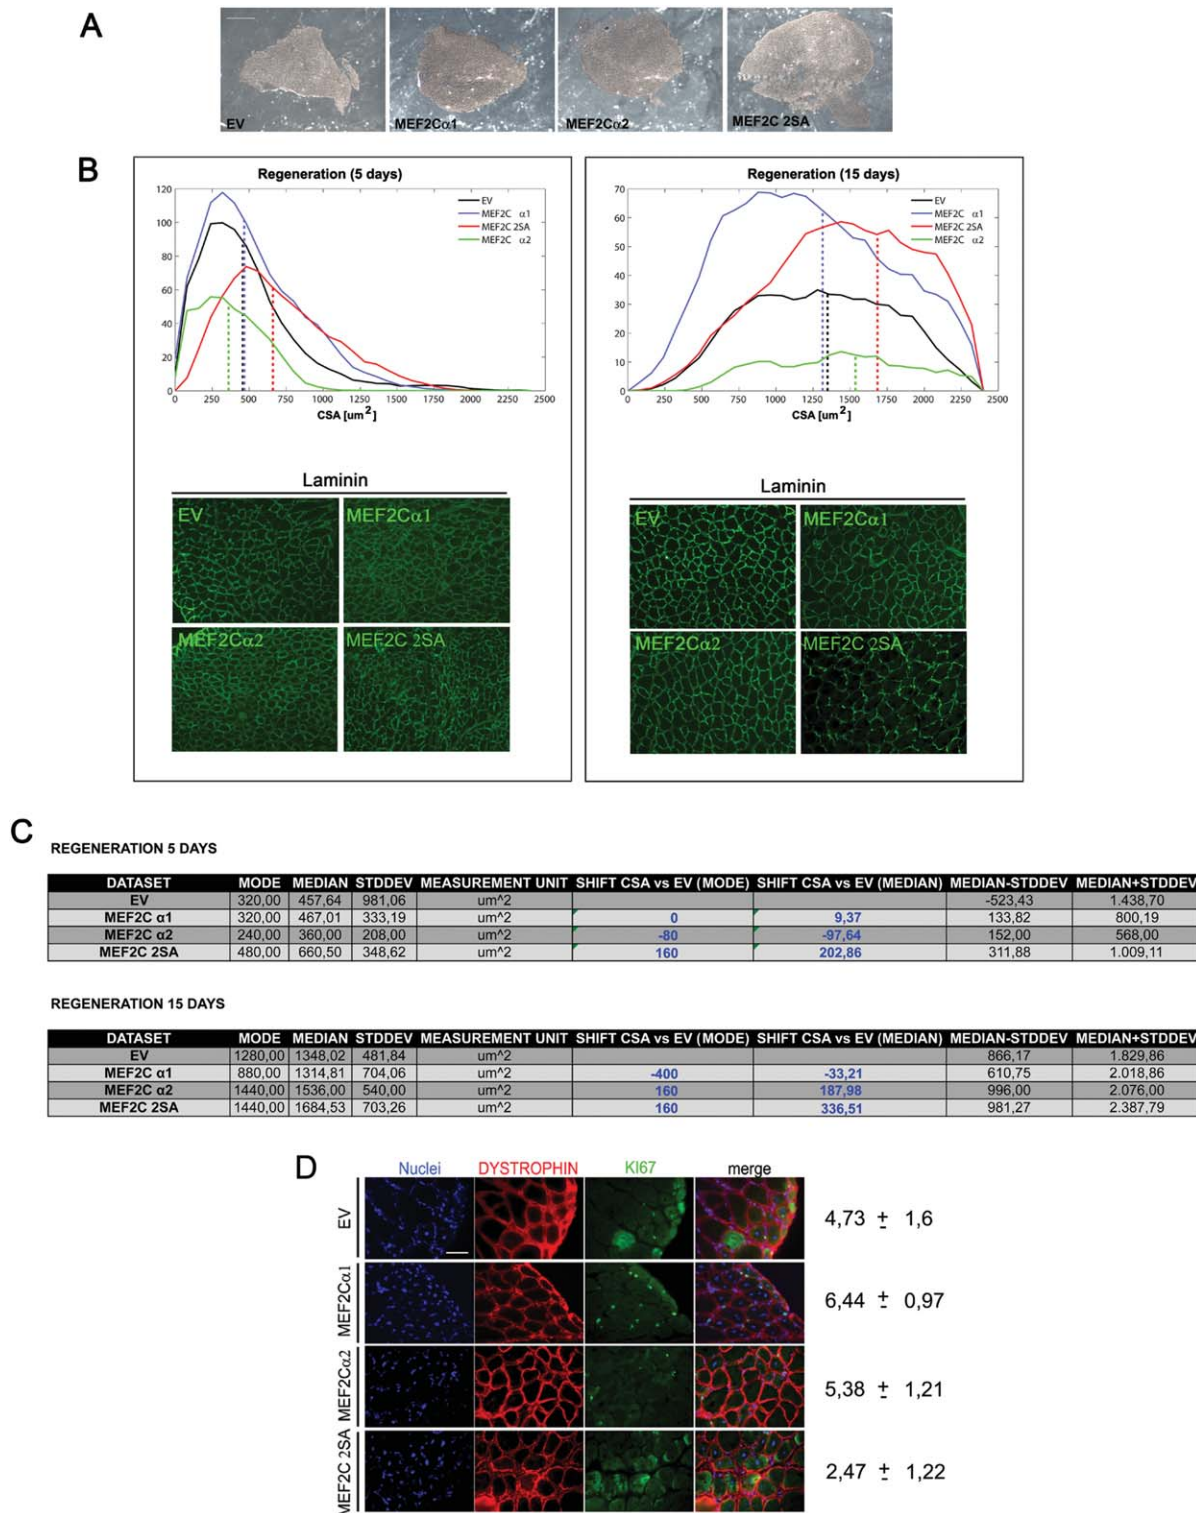 A
EV
MEF2Cα1
MEF2Cα2
MEF2C 2SA
B
Regeneration (5 days)
120
100
80
60
40
20
0
0 250 500 750 1000 1250 1500 1750 2000 2250 2500
CSA [um²]
EV
MEF2C α1
MEF2C 2SA
MEF2C α2
Laminin
EV
MEF2Cα1
MEF2Cα2
MEF2C 2SA
Regeneration (15 days)
70
60
50
40
30
20
10
0
0 250 500 750 1000 1250 1500 1750 2000 2250 2500
CSA [um²]
EV
MEF2C α1
MEF2C 2SA
MEF2C α2
Laminin
EV
MEF2Cα1
MEF2Cα2
MEF2C 2SA
C
REGENERATION 5 DAYS
DATASET MODE MEDIAN STDDEV MEASUREMENT UNIT SHIFT CSA vs EV (MODE) SHIFT CSA vs EV (MEDIAN) MEDIAN-STDDEV MEDIAN+STDDEV
EV 320,00 457,64 981,06 um^2 -523,43 1.438,70
MEF2C α1 320,00 467,01 333,19 um^2 0 9,37 133,82 800,19
MEF2C α2 240,00 360,00 208,00 um^2 -80 -97,64 152,00 568,00
MEF2C 2SA 480,00 660,50 348,62 um^2 160 202,86 311,88 1.009,11
REGENERATION 15 DAYS
DATASET MODE MEDIAN STDDEV MEASUREMENT UNIT SHIFT CSA vs EV (MODE) SHIFT CSA vs EV (MEDIAN) MEDIAN-STDDEV MEDIAN+STDDEV
EV 1280,00 1348,02 481,84 um^2 866,17 1.829,86
MEF2C α1 880,00 1314,81 704,06 um^2 -400 -33,21 610,75 2.018,86
MEF2C α2 1440,00 1536,00 540,00 um^2 160 187,98 996,00 2.076,00
MEF2C 2SA 1440,00 1684,53 703,26 um^2 160 336,51 981,27 2.387,79
D
Nuclei DYSTROPHIN KI67 merge
EV 4,73 ± 1,6
MEF2Cα1 6,44 ± 0,97
MEF2Cα2 5,38 ± 1,21
MEF2C 2SA 2,47 ± 1,22